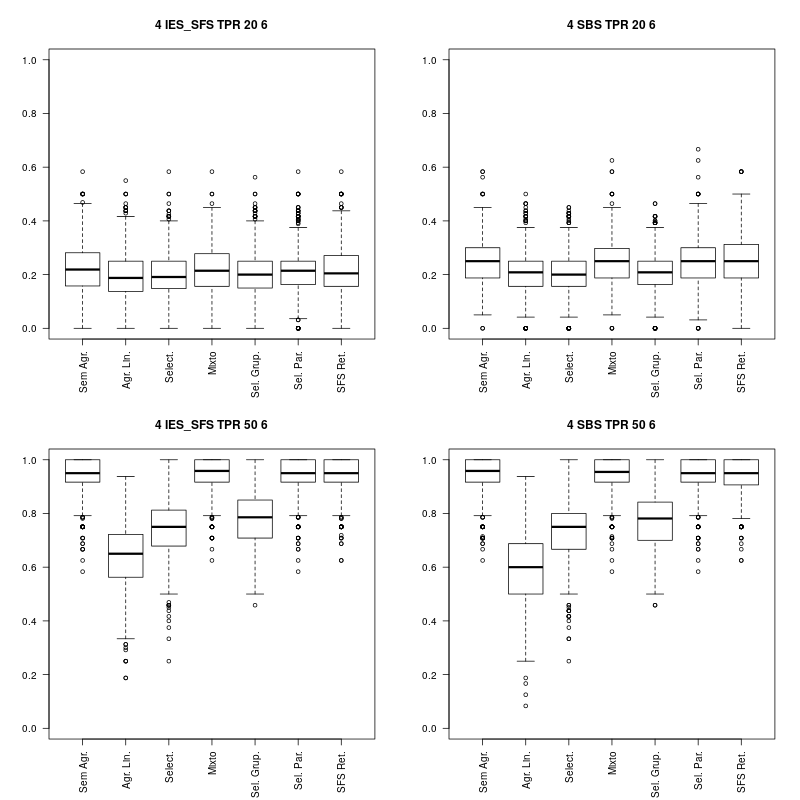 4 IES_SFS TPR 20 6
1.0
0.8
0.6
0.4
0.2
0.0
Sem Agr.
Agr. Lin.
Select.
Mixto
Sel. Grup.
Sel. Par.
SFS Ret.
4 SBS TPR 20 6
1.0
0.8
0.6
0.4
0.2
0.0
Sem Agr.
Agr. Lin.
Select.
Mixto
Sel. Grup.
Sel. Par.
SFS Ret.
4 IES_SFS TPR 50 6
1.0
0.8
0.6
0.4
0.2
0.0
Sem Agr.
Agr. Lin.
Select.
Mixto
Sel. Grup.
Sel. Par.
SFS Ret.
4 SBS TPR 50 6
1.0
0.8
0.6
0.4
0.2
0.0
Sem Agr.
Agr. Lin.
Select.
Mixto
Sel. Grup.
Sel. Par.
SFS Ret.